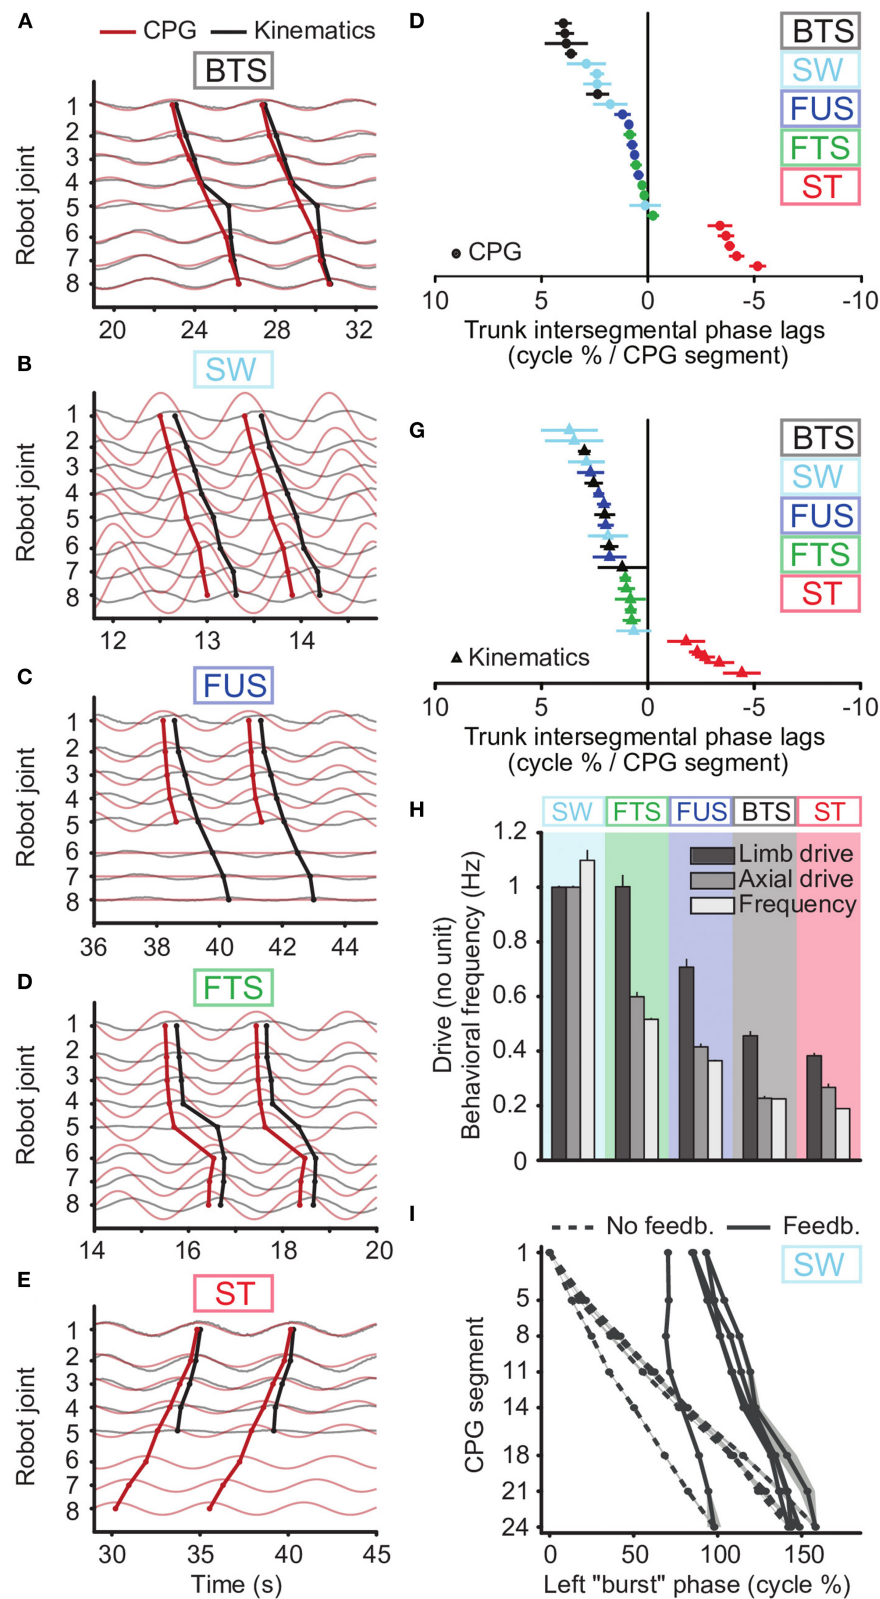 A
CPG Kinematics
BTS
Robot joint
1
2
3
4
5
6
7
8
20 24 28 32
B
SW
Robot joint
1
2
3
4
5
6
7
8
12 13 14
C
FUS
Robot joint
1
2
3
4
5
6
7
8
36 38 40 42 44
D
FTS
Robot joint
1
2
3
4
5
6
7
8
14 16 18 20
E
ST
Robot joint
1
2
3
4
5
6
7
8
30 35 40 45
Time (s)
D
BTS
SW
FUS
FTS
ST
CPG
10 5 0 -5 -10
Trunk intersegmental phase lags
(cycle % / CPG segment)
G
BTS
SW
FUS
FTS
ST
Kinematics
10 5 0 -5 -10
Trunk intersegmental phase lags
(cycle % / CPG segment)
H
SW FTS FUS BTS ST
Drive (no unit)
Behavioral frequency (Hz)
1.2
1
0.8
0.6
0.4
0.2
0
Limb drive
Axial drive
Frequency
I
No feedb. Feedb.
SW
CPG segment
1
5
8
11
14
18
21
24
0 50 100 150
Left "burst" phase (cycle %)